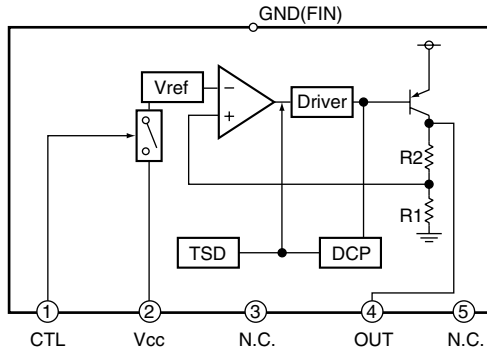 GND(FIN)
Vref
−
+
Driver
R2
R1
TSD
DCP
1
2
3
4
5
CTL
Vcc
N.C.
OUT
N.C.